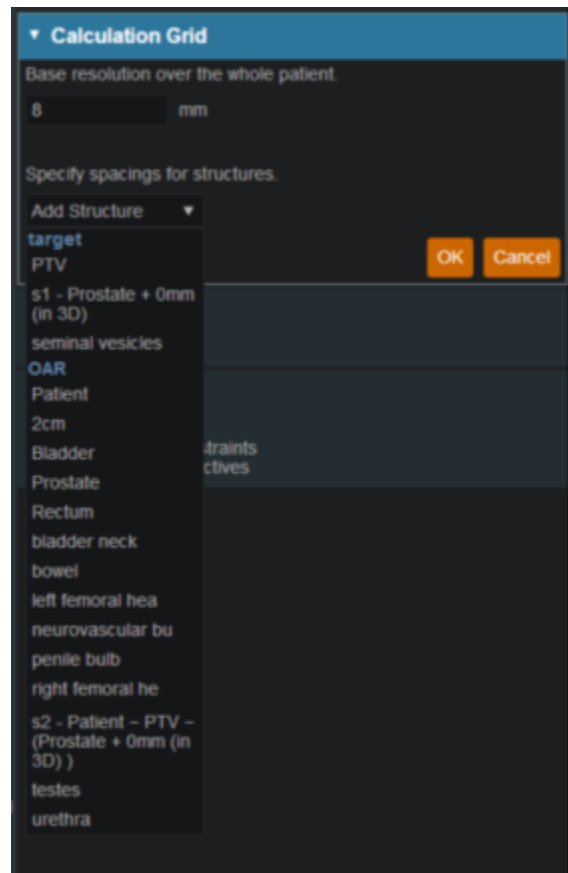 ▼ Calculation Grid
Base resolution over the whole patient.
8 mm
Specify spacings for structures.
Add Structure ▼
target
PTV
OK Cancel
s1 - Prostate + 0mm
(in 3D)
seminal vesicles
OAR
Patient
2cm
Bladder
straints
ctives
Prostate
Rectum
bladder neck
bowel
left femoral hea
neurovascular bu
penile bulb
right femoral he
s2 - Patient – PTV –
(Prostate + 0mm (in
3D) )
testes
urethra